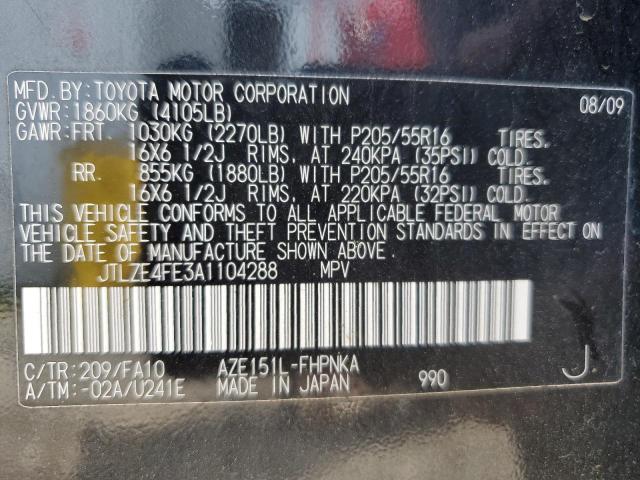 MFD.BY:TOYOTA MOTOR CORPORATION 08/09
GVWR:1860KG (4105LB)
GAWR:FRT. 1030KG (2270LB) WITH P205/55R16 TIRES.
16X6 1/2J RIMS, AT 240KPA (35PSI) COLD.
RR. 855KG (1880LB) WITH P205/55R16 TIRES.
16X6 1/2J RIMS, AT 220KPA (32PSI) COLD.
THIS VEHICLE CONFORMS TO ALL APPLICABLE FEDERAL MOTOR
VEHICLE SAFETY AND THEFT PREVENTION STANDARDS IN EFFECT ON
THE DATE OF MANUFACTURE SHOWN ABOVE.
JTLZE4FE3A1104288 MPV
C/TR:209/FA10 AZE151L-FHPNKA
A/TM:-02A/U241E MADE IN JAPAN 990 J.